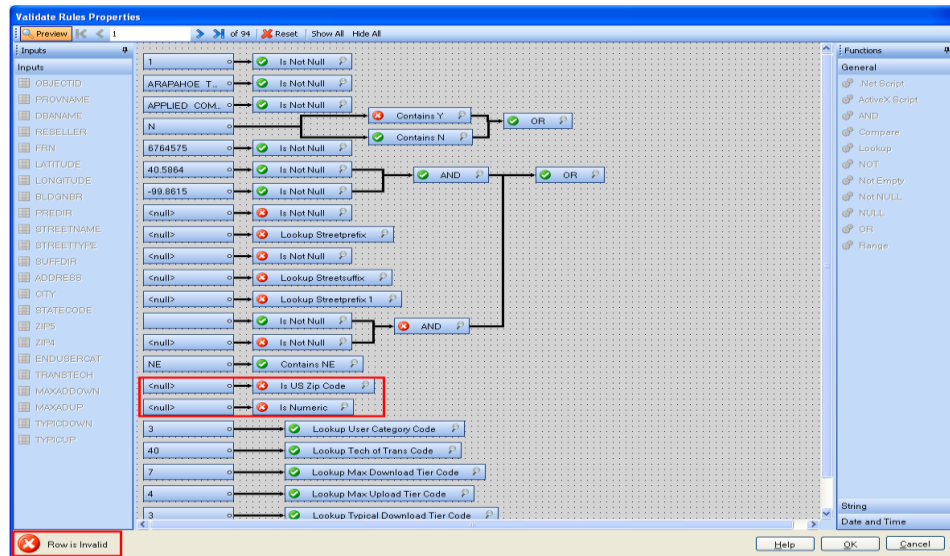 Validate Rules Properties
Preview 1 of 94 Reset Show All Hide All
Inputs
Inputs
OBJECTID
PROVNAME
DBANAME
RESELLER
FRN
LATITUDE
LONGITUDE
BLDGNBR
PREDIR
STREETNAME
STREETTYPE
SUFFDIR
ADDRESS
CITY
STATECODE
ZIP5
ZIP4
ENDUSERCAT
TRANSTECH
MAXADDOWN
MAXADUP
TYPICDOWN
TYPICUP
1 Is Not Null
ARAPAHOE T... Is Not Null
APPLIED COM... Is Not Null
N Contains Y OR
Contains N
6764575 Is Not Null
40.5864 Is Not Null AND OR
-99.8615 Is Not Null
<null> Is Not Null
<null> Lookup Streetprefix
<null> Is Not Null
<null> Lookup Streetsuffix
<null> Lookup Streetprefix 1
Is Not Null AND
<null> Is Not Null
NE Contains NE
<null> Is US Zip Code
<null> Is Numeric
3 Lookup User Category Code
40 Lookup Tech of Trans Code
7 Lookup Max Download Tier Code
4 Lookup Max Upload Tier Code
3 Lookup Typical Download Tier Code
Functions
General
.Net Script
ActiveX Script
AND
Compare
Lookup
NOT
Not Empty
Not NULL
NULL
OR
Range
String
Date and Time
Row is Invalid
Help OK Cancel